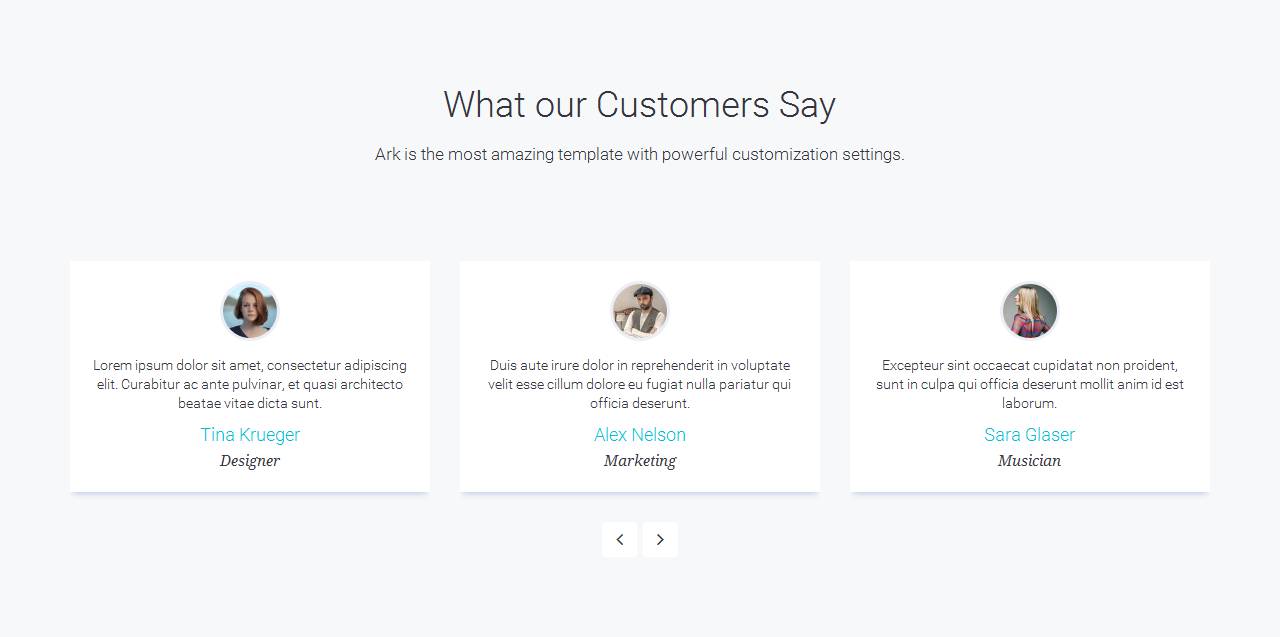 What our Customers Say
Ark is the most amazing template with powerful customization settings.
Lorem ipsum dolor sit amet, consectetur adipiscing
elit. Curabitur ac ante pulvinar, et quasi architecto
beatae vitae dicta sunt.
Tina Krueger
Designer
Duis aute irure dolor in reprehenderit in voluptate
velit esse cillum dolore eu fugiat nulla pariatur qui
officia deserunt.
Alex Nelson
Marketing
Excepteur sint occaecat cupidatat non proident,
sunt in culpa qui officia deserunt mollit anim id est
laborum.
Sara Glaser
Musician